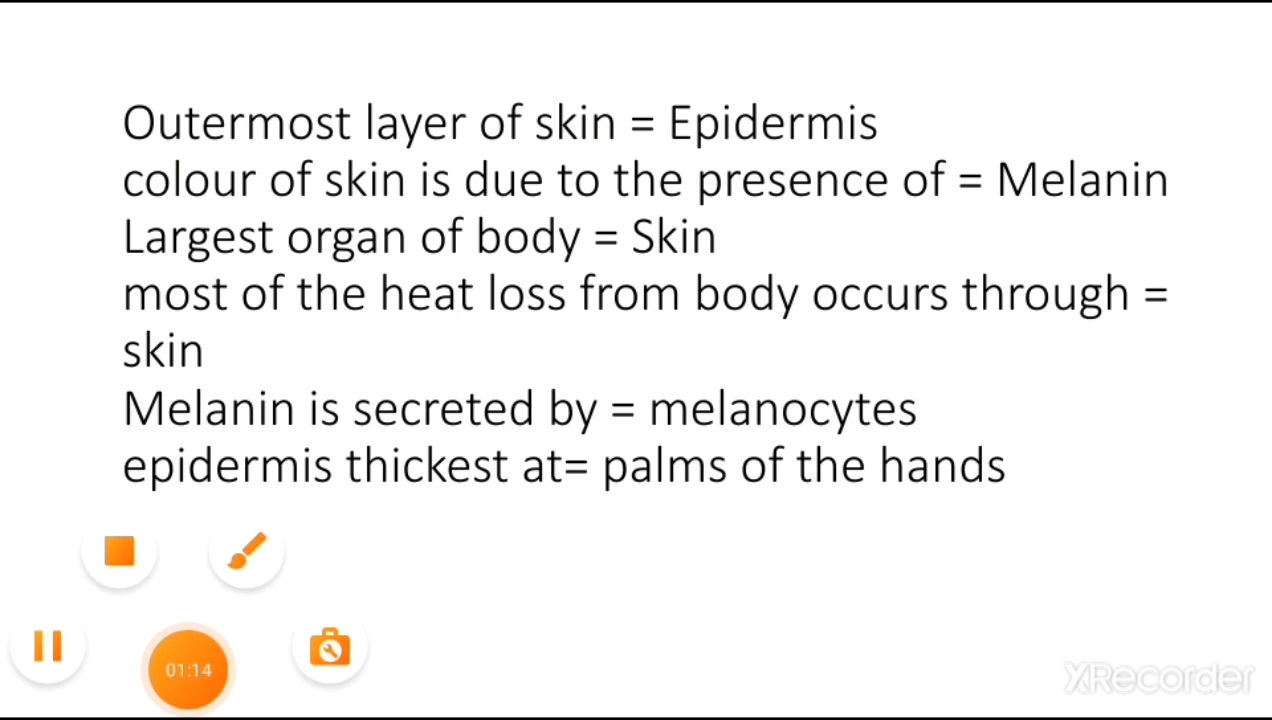 Outermost layer of skin = Epidermis
colour of skin is due to the presence of = Melanin
Largest organ of body = Skin
most of the heat loss from body occurs through =
skin
Melanin is secreted by = melanocytes
epidermis thickest at= palms of the hands
01:14
XRecorder